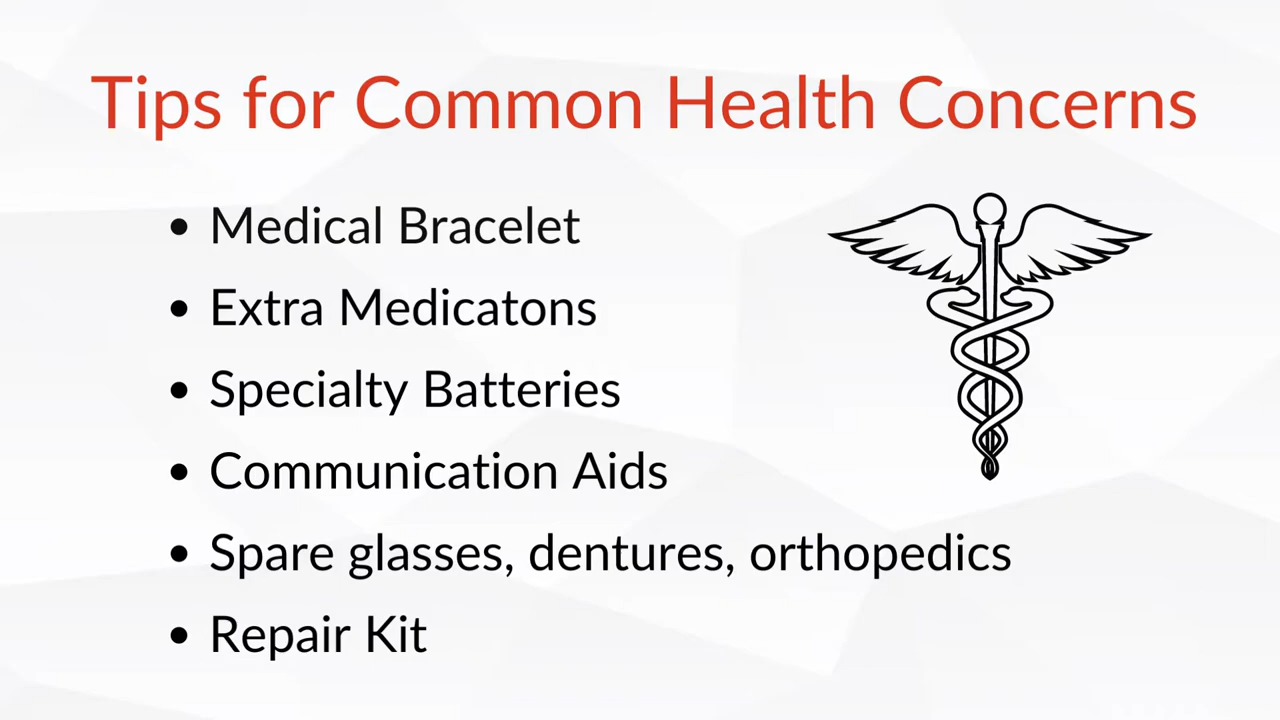 Tips for Common Health Concerns
• Medical Bracelet
• Extra Medicatons
• Specialty Batteries
• Communication Aids
• Spare glasses, dentures, orthopedics
• Repair Kit